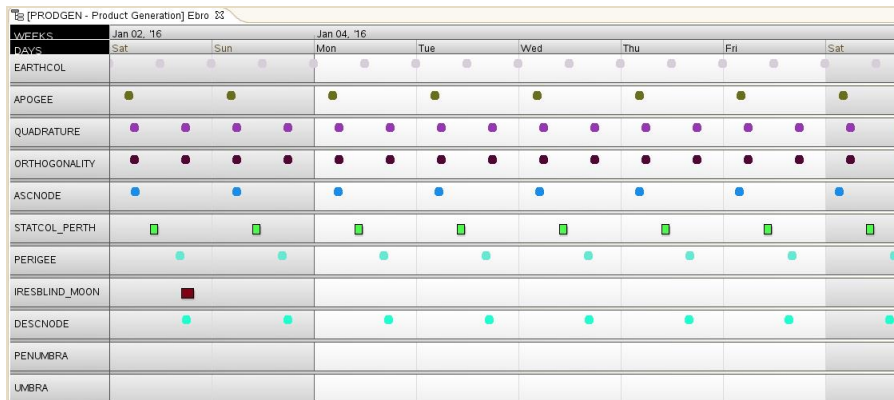 [PRODGEN - Product Generation] Ebro
WEEKS Jan 02, '16 Jan 04, '16
DAYS Sat Sun Mon Tue Wed Thu Fri Sat
EARTHCOL
APOGEE
QUADRATURE
ORTHOGONALITY
ASCNODE
STATCOL_PERTH
PERIGEE
IRESBLIND_MOON
DESCNODE
PENUMBRA
UMBRA